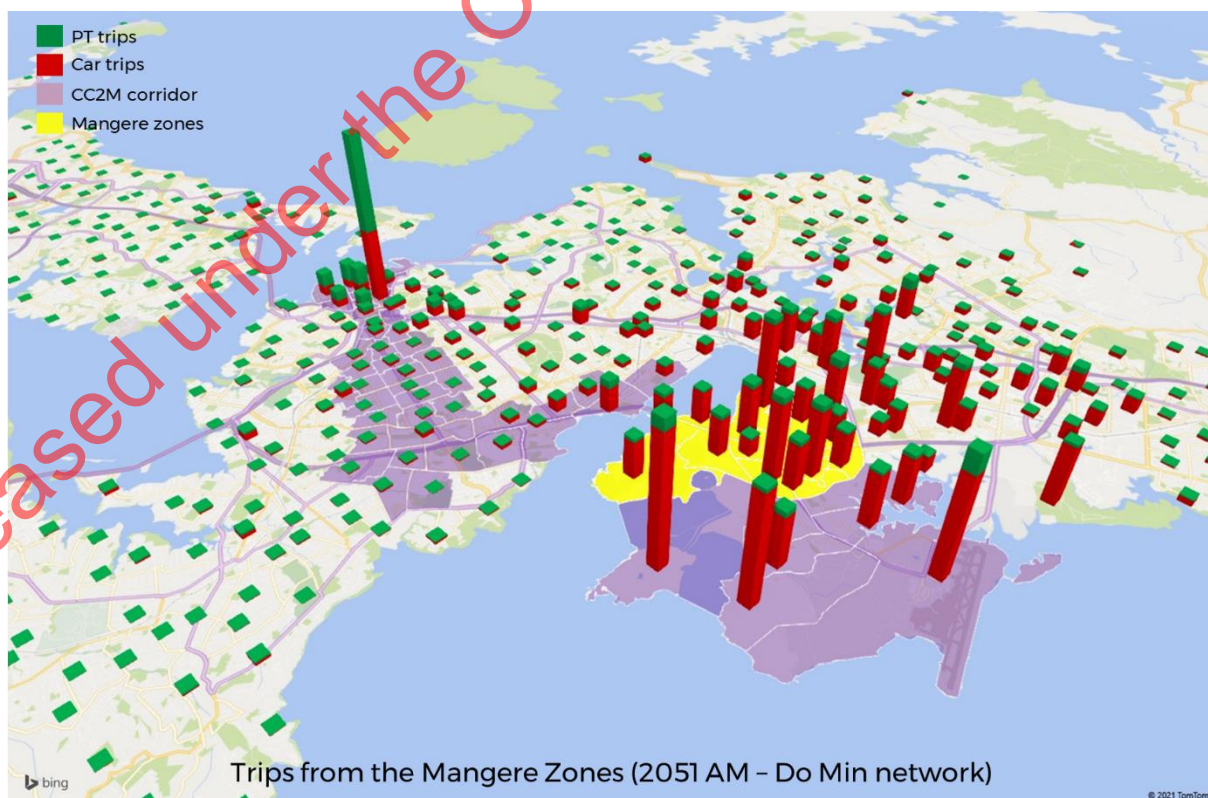 PT trips
Car trips
CC2M corridor
Mangere zones
eased under the O
Trips from the Mangere Zones (2051 AM – Do Min network)
bing
© 2021 TomTom